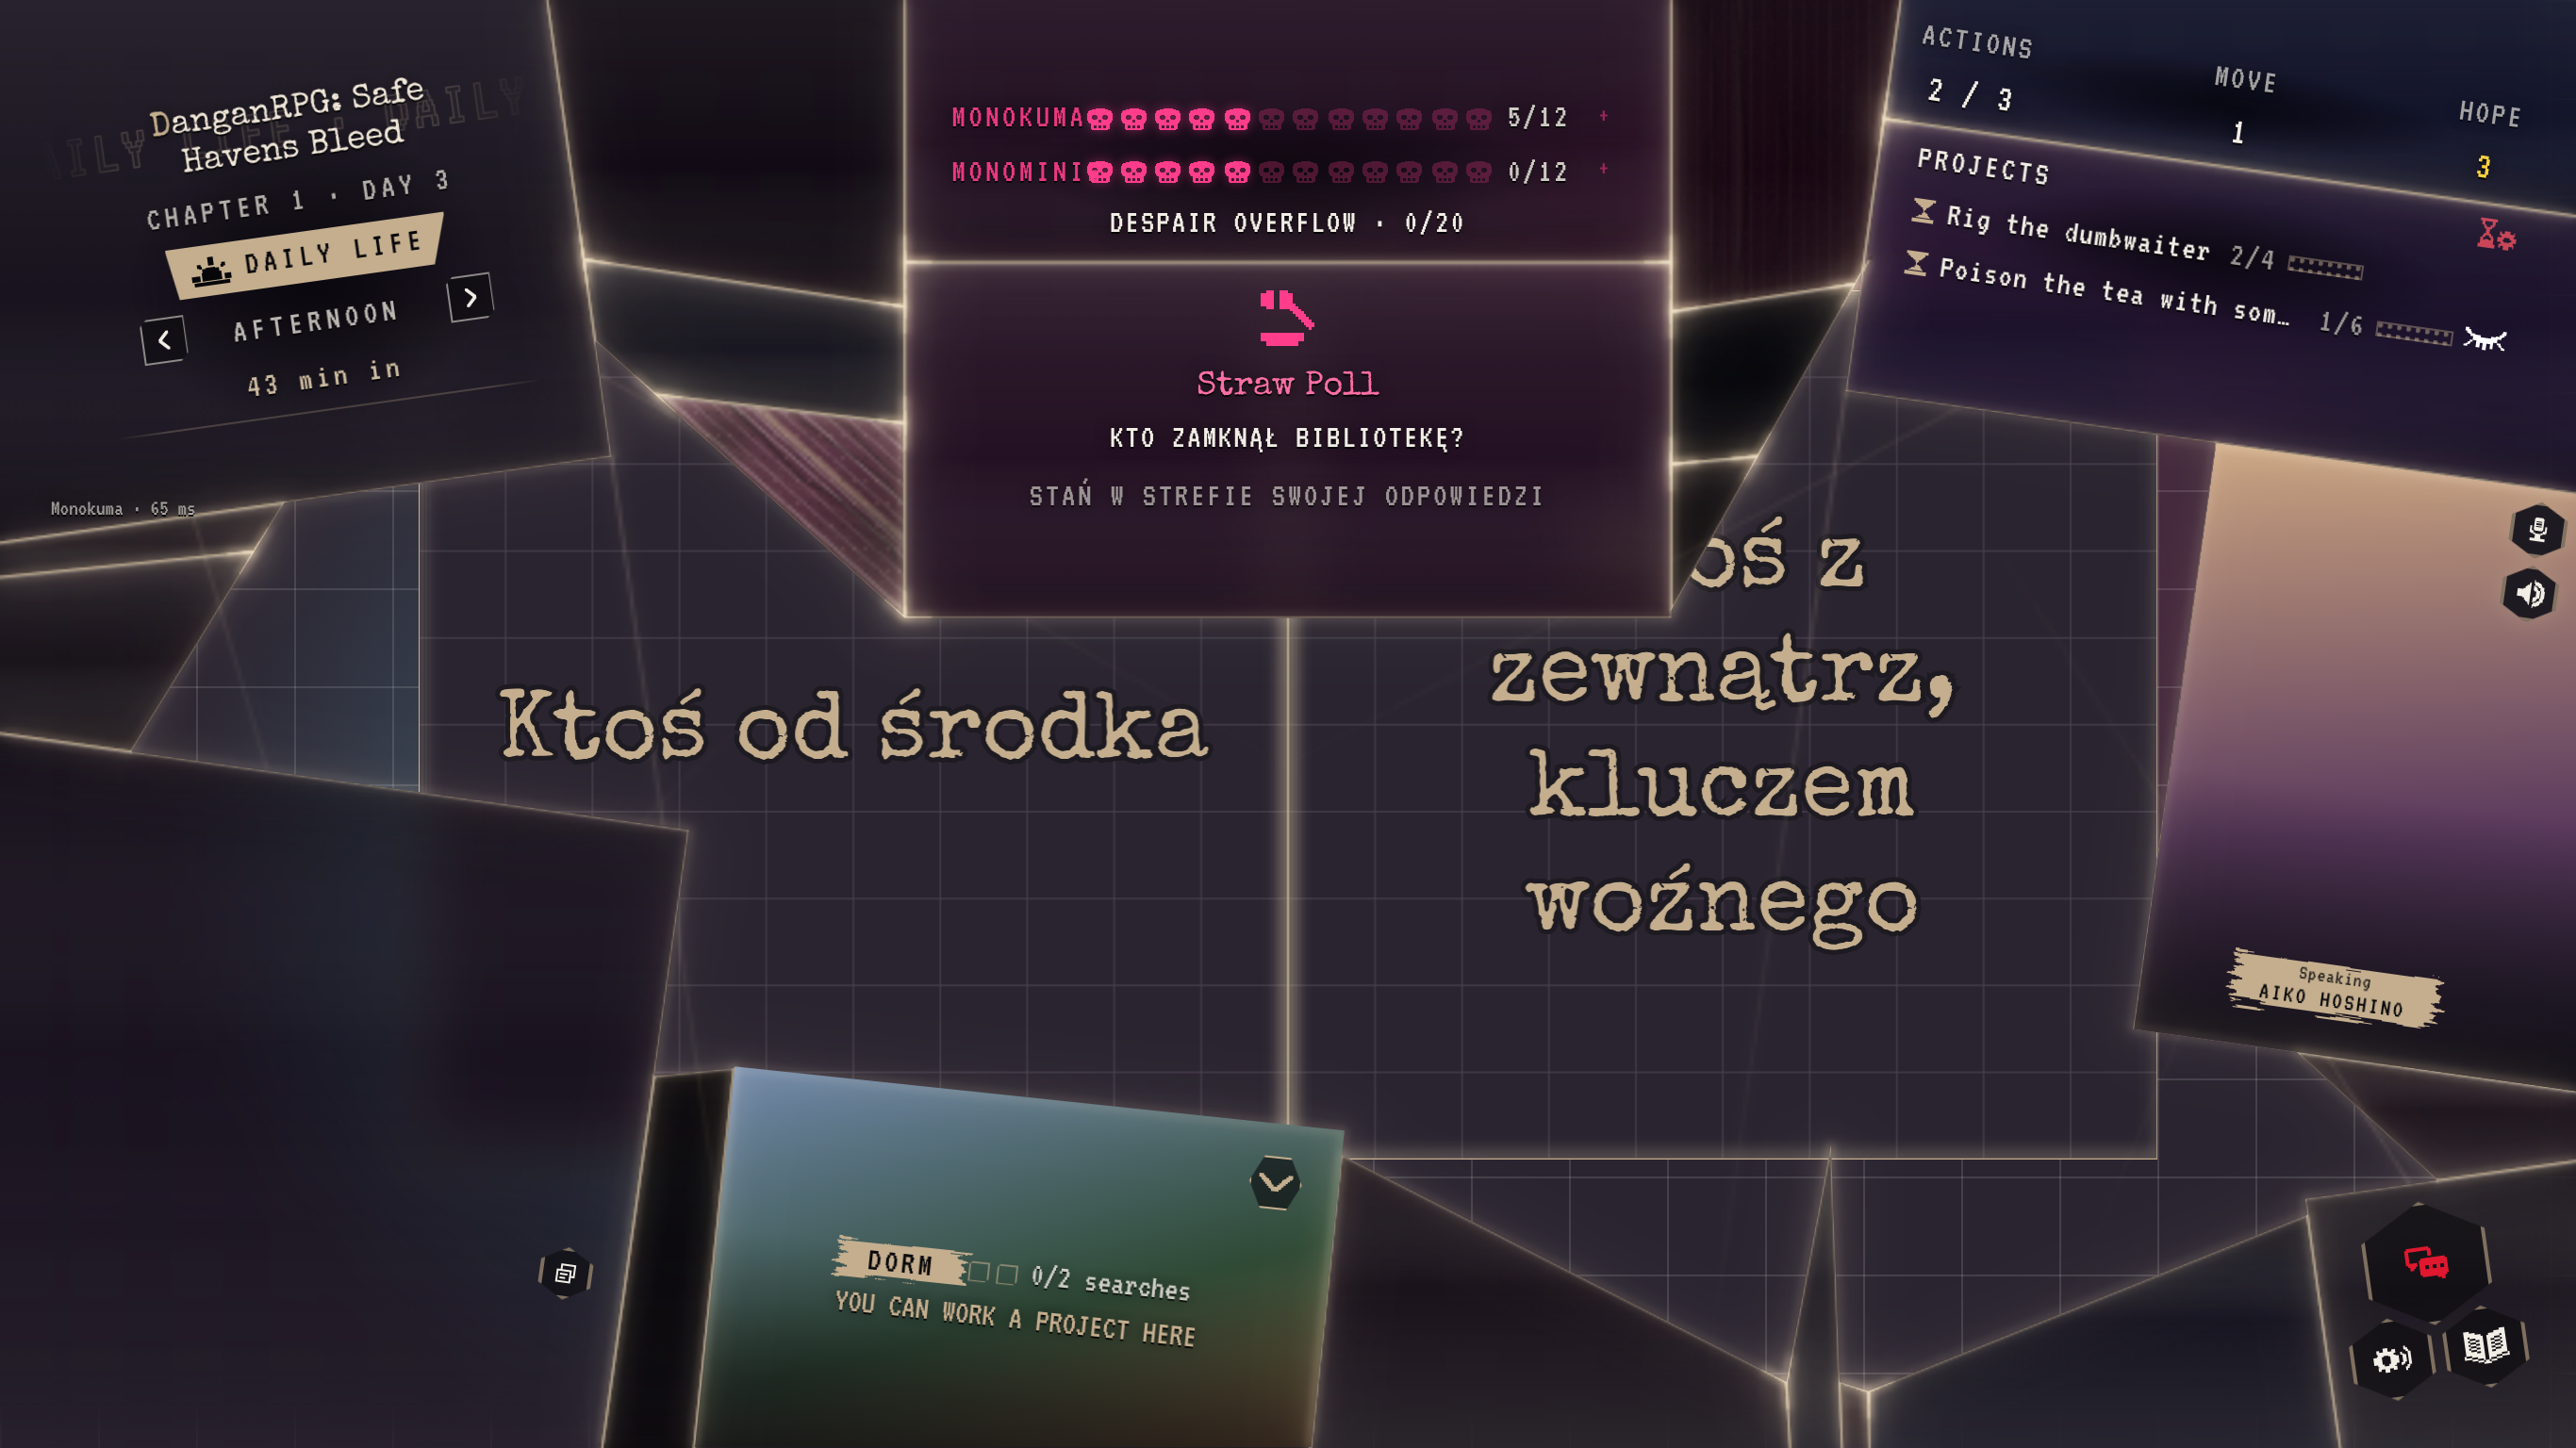 DanganRPG: Safe
Havens Bleed
CHAPTER 1 · DAY 3
DAILY LIFE
AFTERNOON
43 min in
Monokuma · 65 ms
MONOKUMA 5/12 +
MONOMINI 0/12 +
DESPAIR OVERFLOW · 0/20
Straw Poll
KTO ZAMKNĄŁ BIBLIOTEKĘ?
STAŃ W STREFIE SWOJEJ ODPOWIEDZI
ACTIONS
2 / 3
MOVE
1
HOPE
3
PROJECTS
Rig the dumbwaiter 2/4
Poison the tea with som… 1/6
Ktoś od środka
oś z
zewnątrz,
kluczem
woźnego
Speaking
AIKO HOSHINO
DORM 0/2 searches
YOU CAN WORK A PROJECT HERE